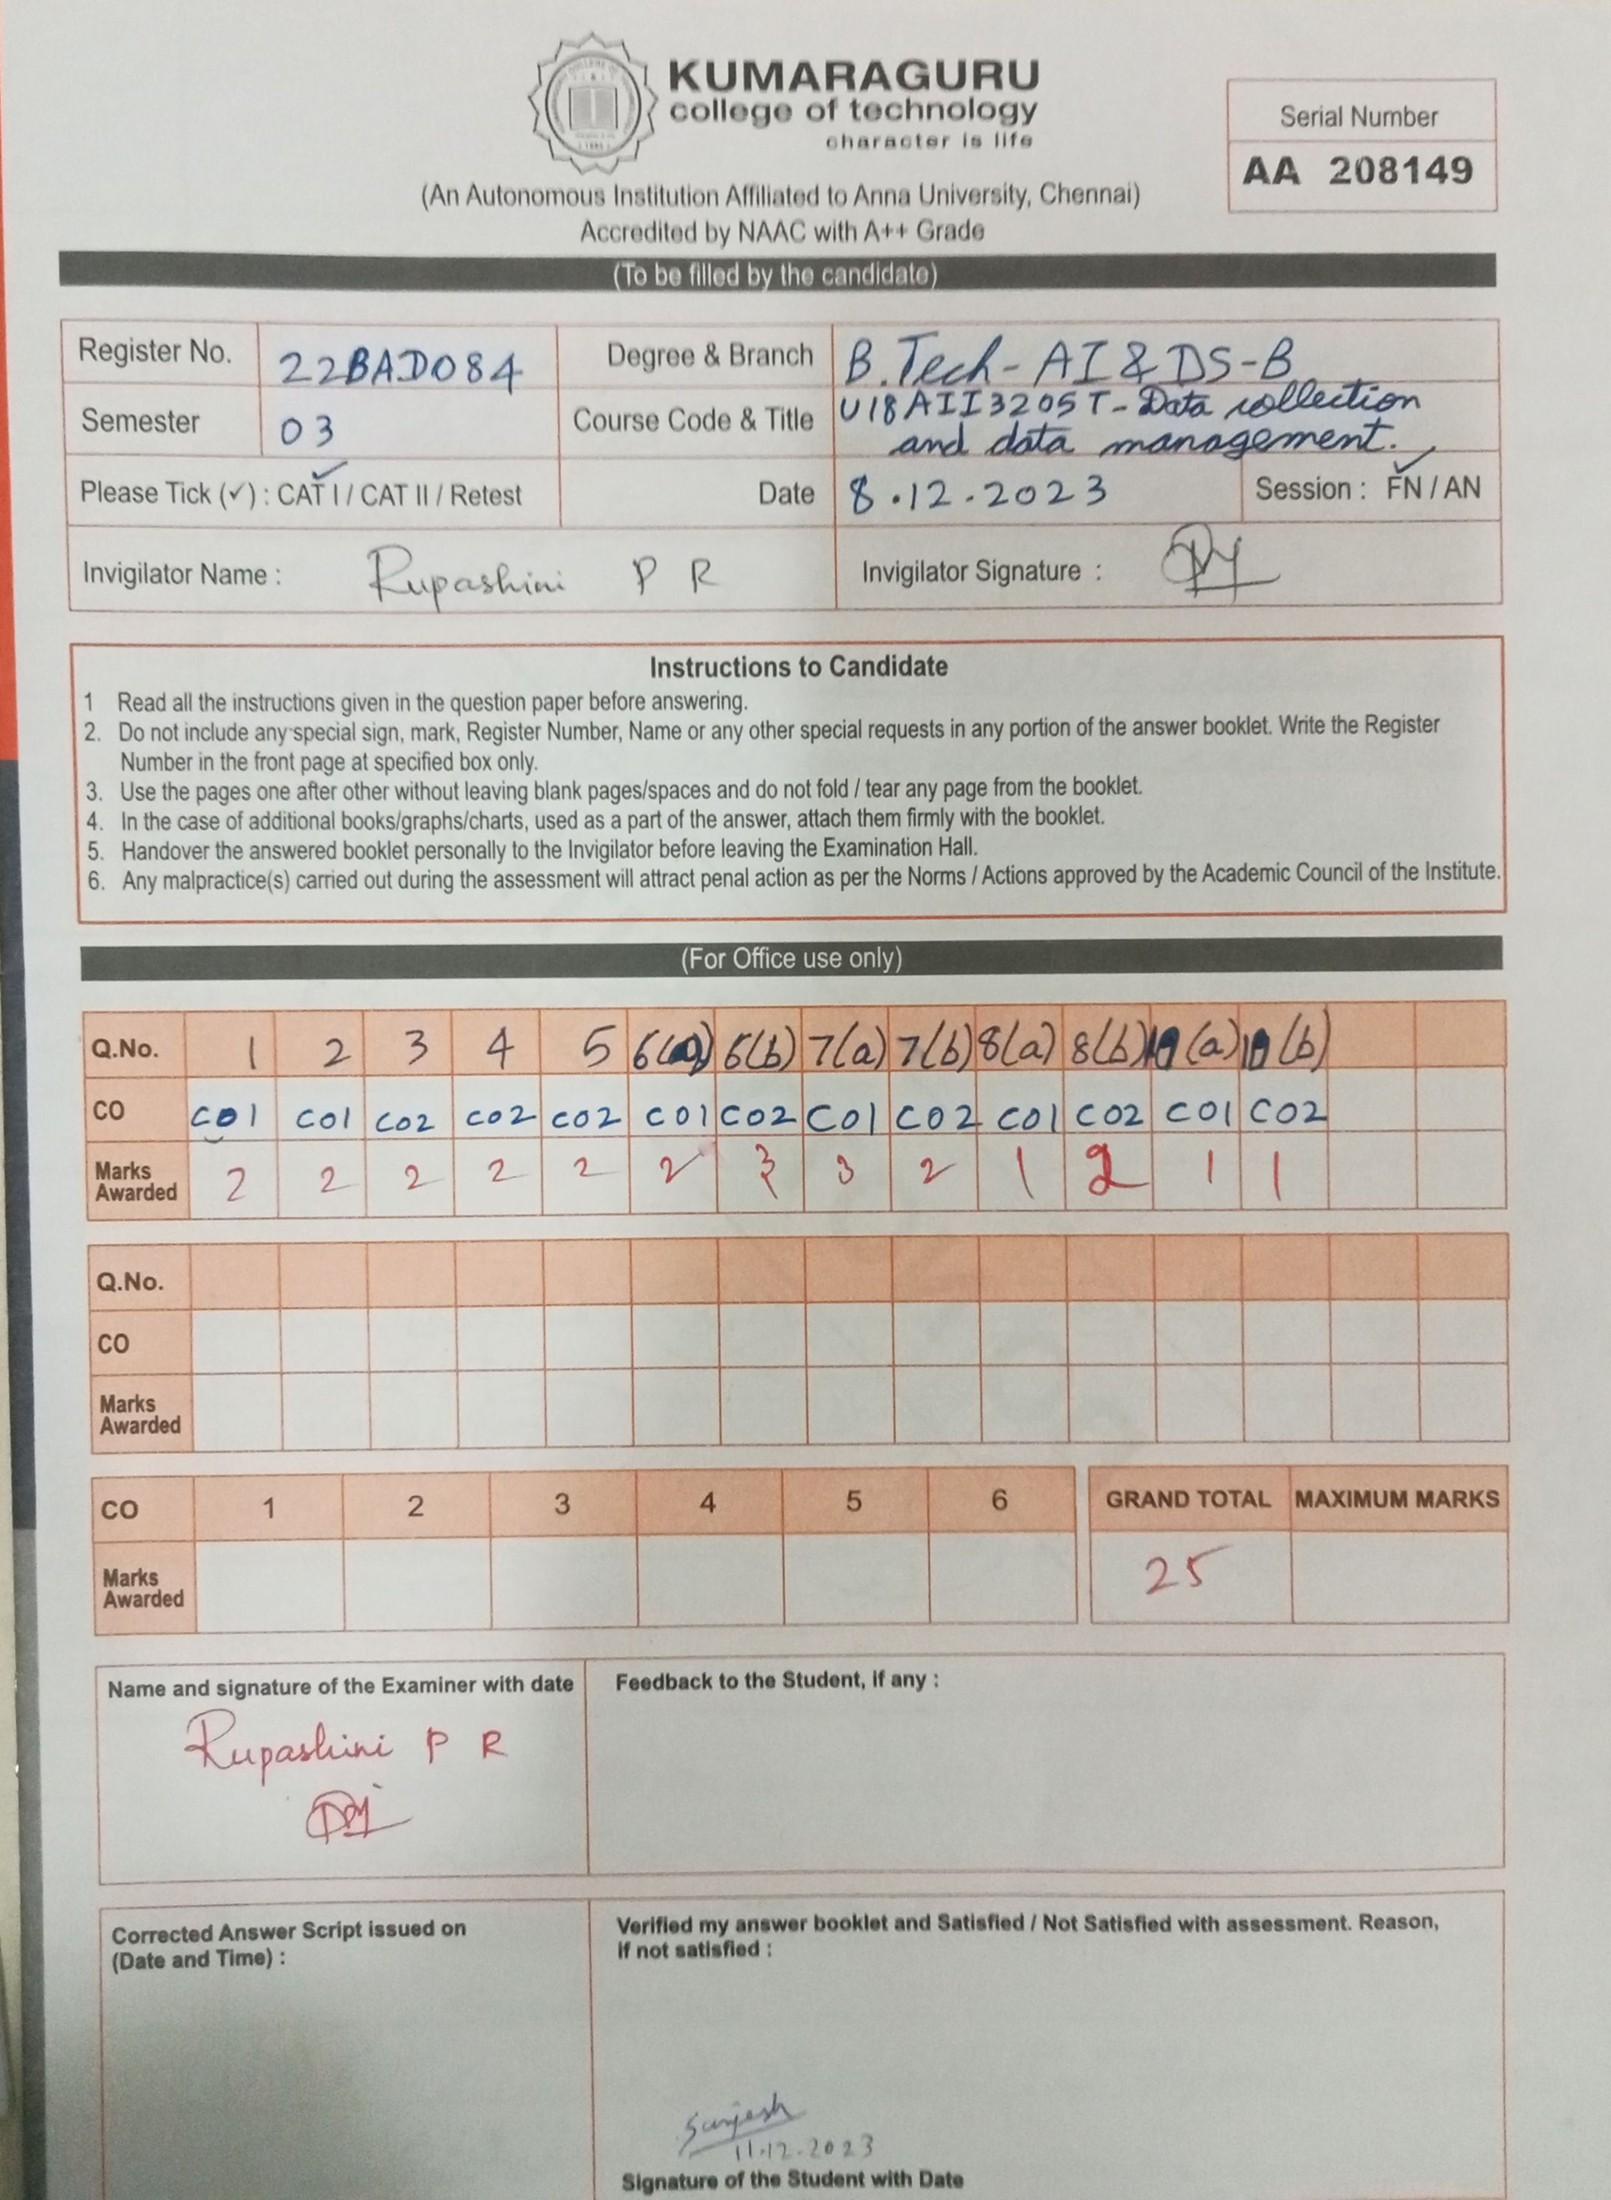 KUMARAGURU
college of technology
character is life
(An Autonomous Institution Affiliated to Anna University, Chennai)
Accredited by NAAC with A++ Grade
Serial Number
AA 208149
(To be filled by the candidate)
Register No. 22BAD084 Degree & Branch B.Tech - AI & DS - B
Semester 03 Course Code & Title U18AII3205T - Data collection
and data management.
Please Tick (✓) : CAT I / CAT II / Retest Date 8.12.2023 Session : FN / AN
Invigilator Name : Rupashini P R Invigilator Signature :
Instructions to Candidate
1 Read all the instructions given in the question paper before answering.
2. Do not include any special sign, mark, Register Number, Name or any other special requests in any portion of the answer booklet. Write the Register
Number in the front page at specified box only.
3. Use the pages one after other without leaving blank pages/spaces and do not fold / tear any page from the booklet.
4. In the case of additional books/graphs/charts, used as a part of the answer, attach them firmly with the booklet.
5. Handover the answered booklet personally to the Invigilator before leaving the Examination Hall.
6. Any malpractice(s) carried out during the assessment will attract penal action as per the Norms / Actions approved by the Academic Council of the Institute.
(For Office use only)
Q.No. 1 2 3 4 5 6(a) 6(b) 7(a) 7(b) 8(a) 8(b) 10(a) 10(b)
CO CO1 CO1 CO2 CO2 CO2 CO1 CO2 CO1 CO2 CO1 CO2 CO1 CO2
Marks
Awarded 2 2 2 2 2 2 3 3 2 1 2 1 1
Q.No.
CO
Marks
Awarded
CO 1 2 3 4 5 6 GRAND TOTAL MAXIMUM MARKS
Marks
Awarded 25
Name and signature of the Examiner with date Feedback to the Student, if any :
Rupashini P R
Corrected Answer Script issued on
(Date and Time) :
Verified my answer booklet and Satisfied / Not Satisfied with assessment. Reason,
if not satisfied :
Sanjesh
11.12.2023
Signature of the Student with Date